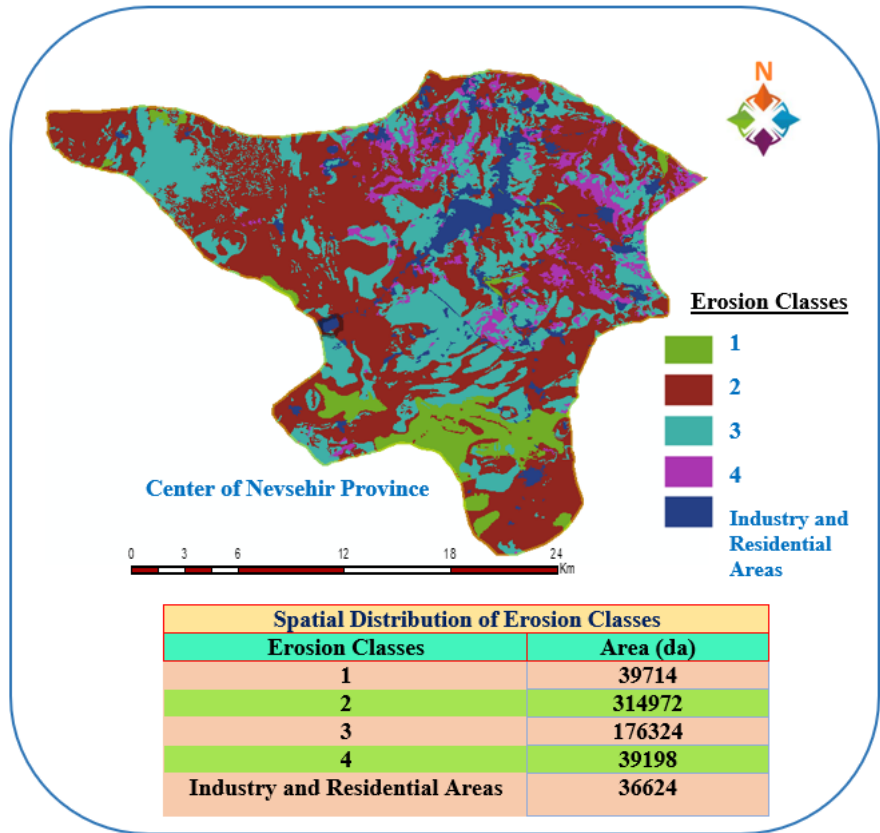 N
Erosion Classes
1
2
3
4
Industry and
Residential
Areas
Center of Nevsehir Province
0 3 6 12 18 24
Km
Spatial Distribution of Erosion Classes
Erosion Classes Area (da)
1 39714
2 314972
3 176324
4 39198
Industry and Residential Areas 36624